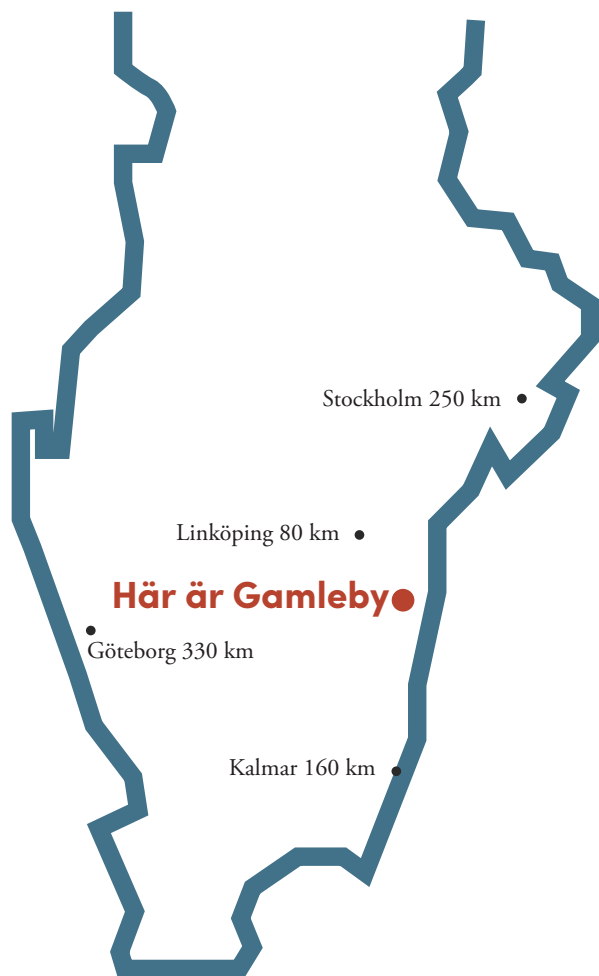 Stockholm 250 km
Linköping 80 km
Här är Gamleby
Göteborg 330 km
Kalmar 160 km